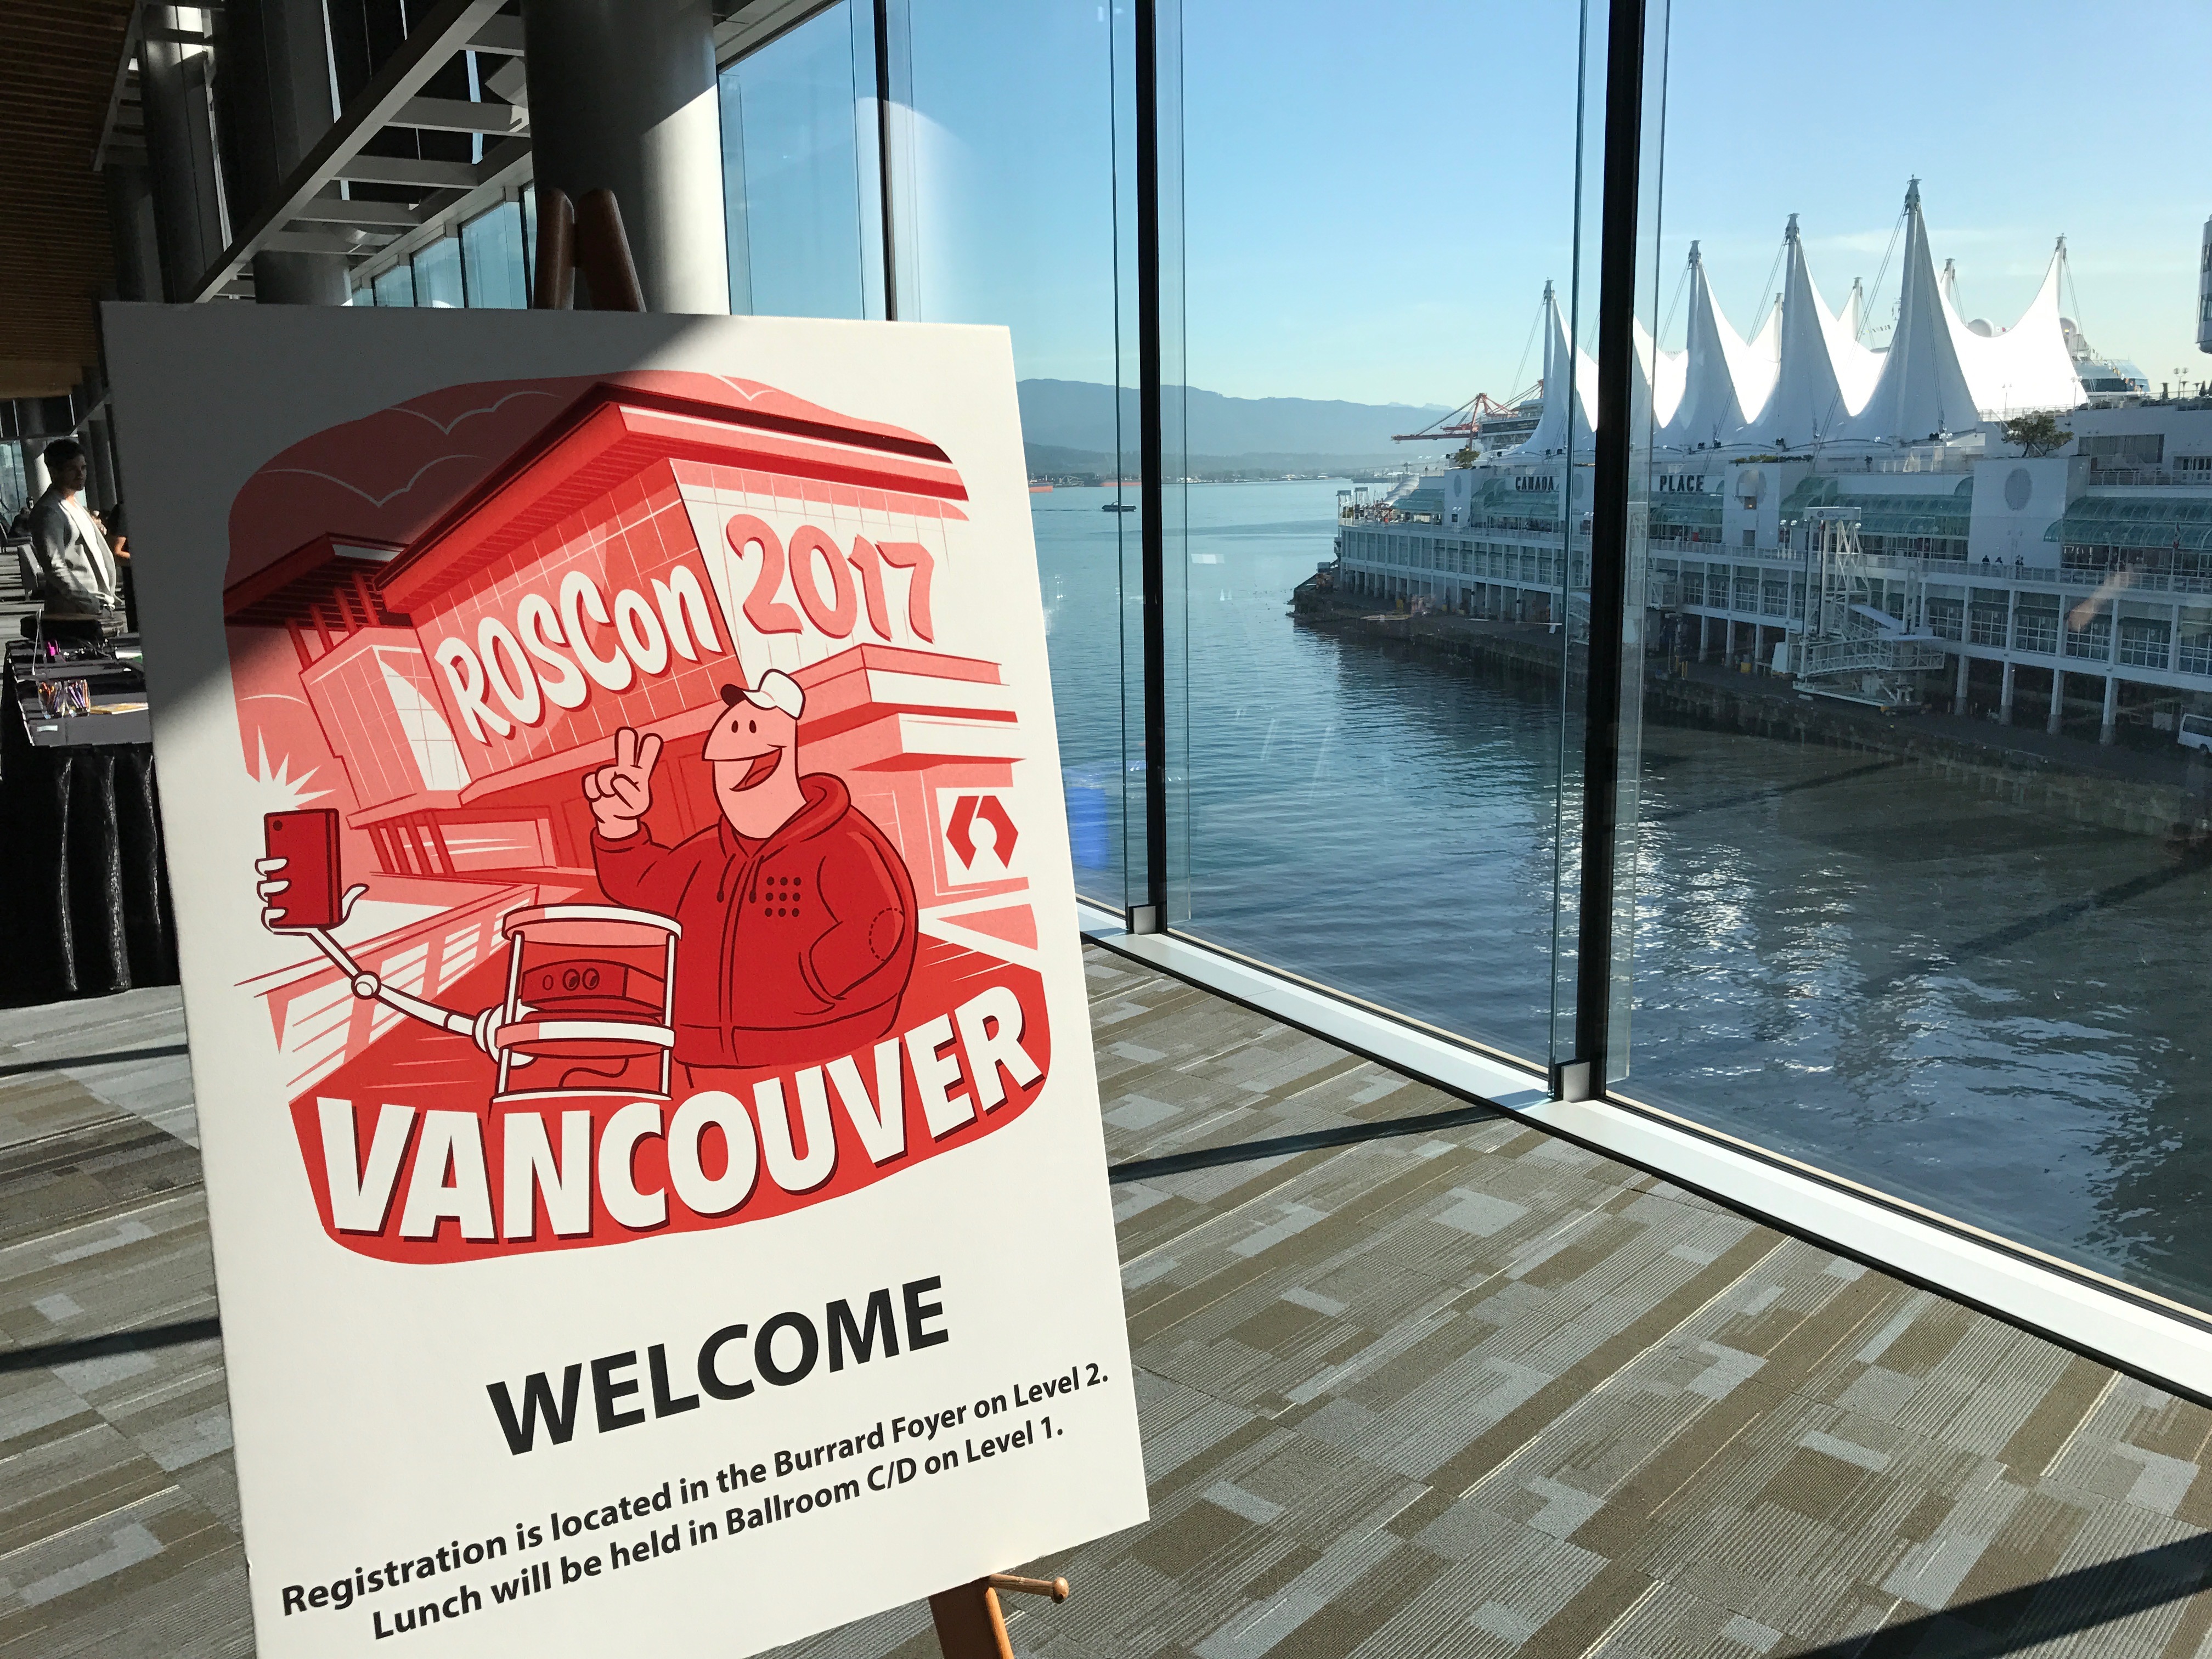 ROSCon 2017
VANCOUVER
WELCOME
Registration is located in the Burrard Foyer on Level 2.
Lunch will be held in Ballroom C/D on Level 1.
CANADA PLACE